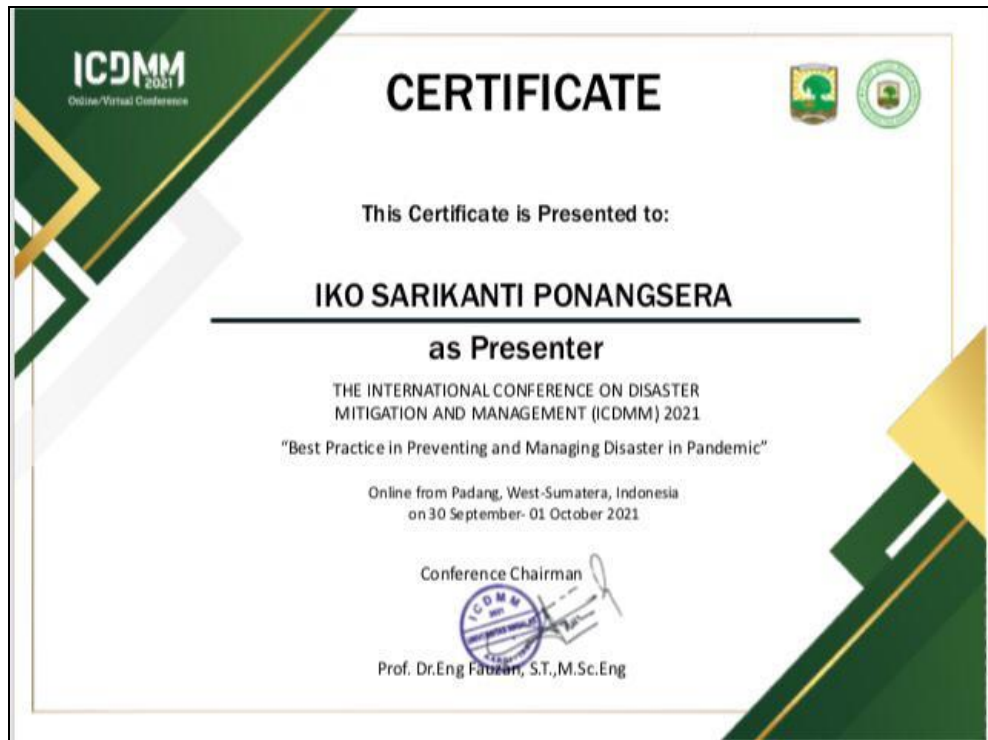 ICDMM
2021
Online/Virtual Conference
CERTIFICATE
This Certificate is Presented to:
IKO SARIKANTI PONANGSERA
as Presenter
THE INTERNATIONAL CONFERENCE ON DISASTER
MITIGATION AND MANAGEMENT (ICDMM) 2021
“Best Practice in Preventing and Managing Disaster in Pandemic”
Online from Padang, West-Sumatera, Indonesia
on 30 September- 01 October 2021
Conference Chairman
ICDMM
2021
Prof. Dr.Eng Fauzan, S.T.,M.Sc.Eng